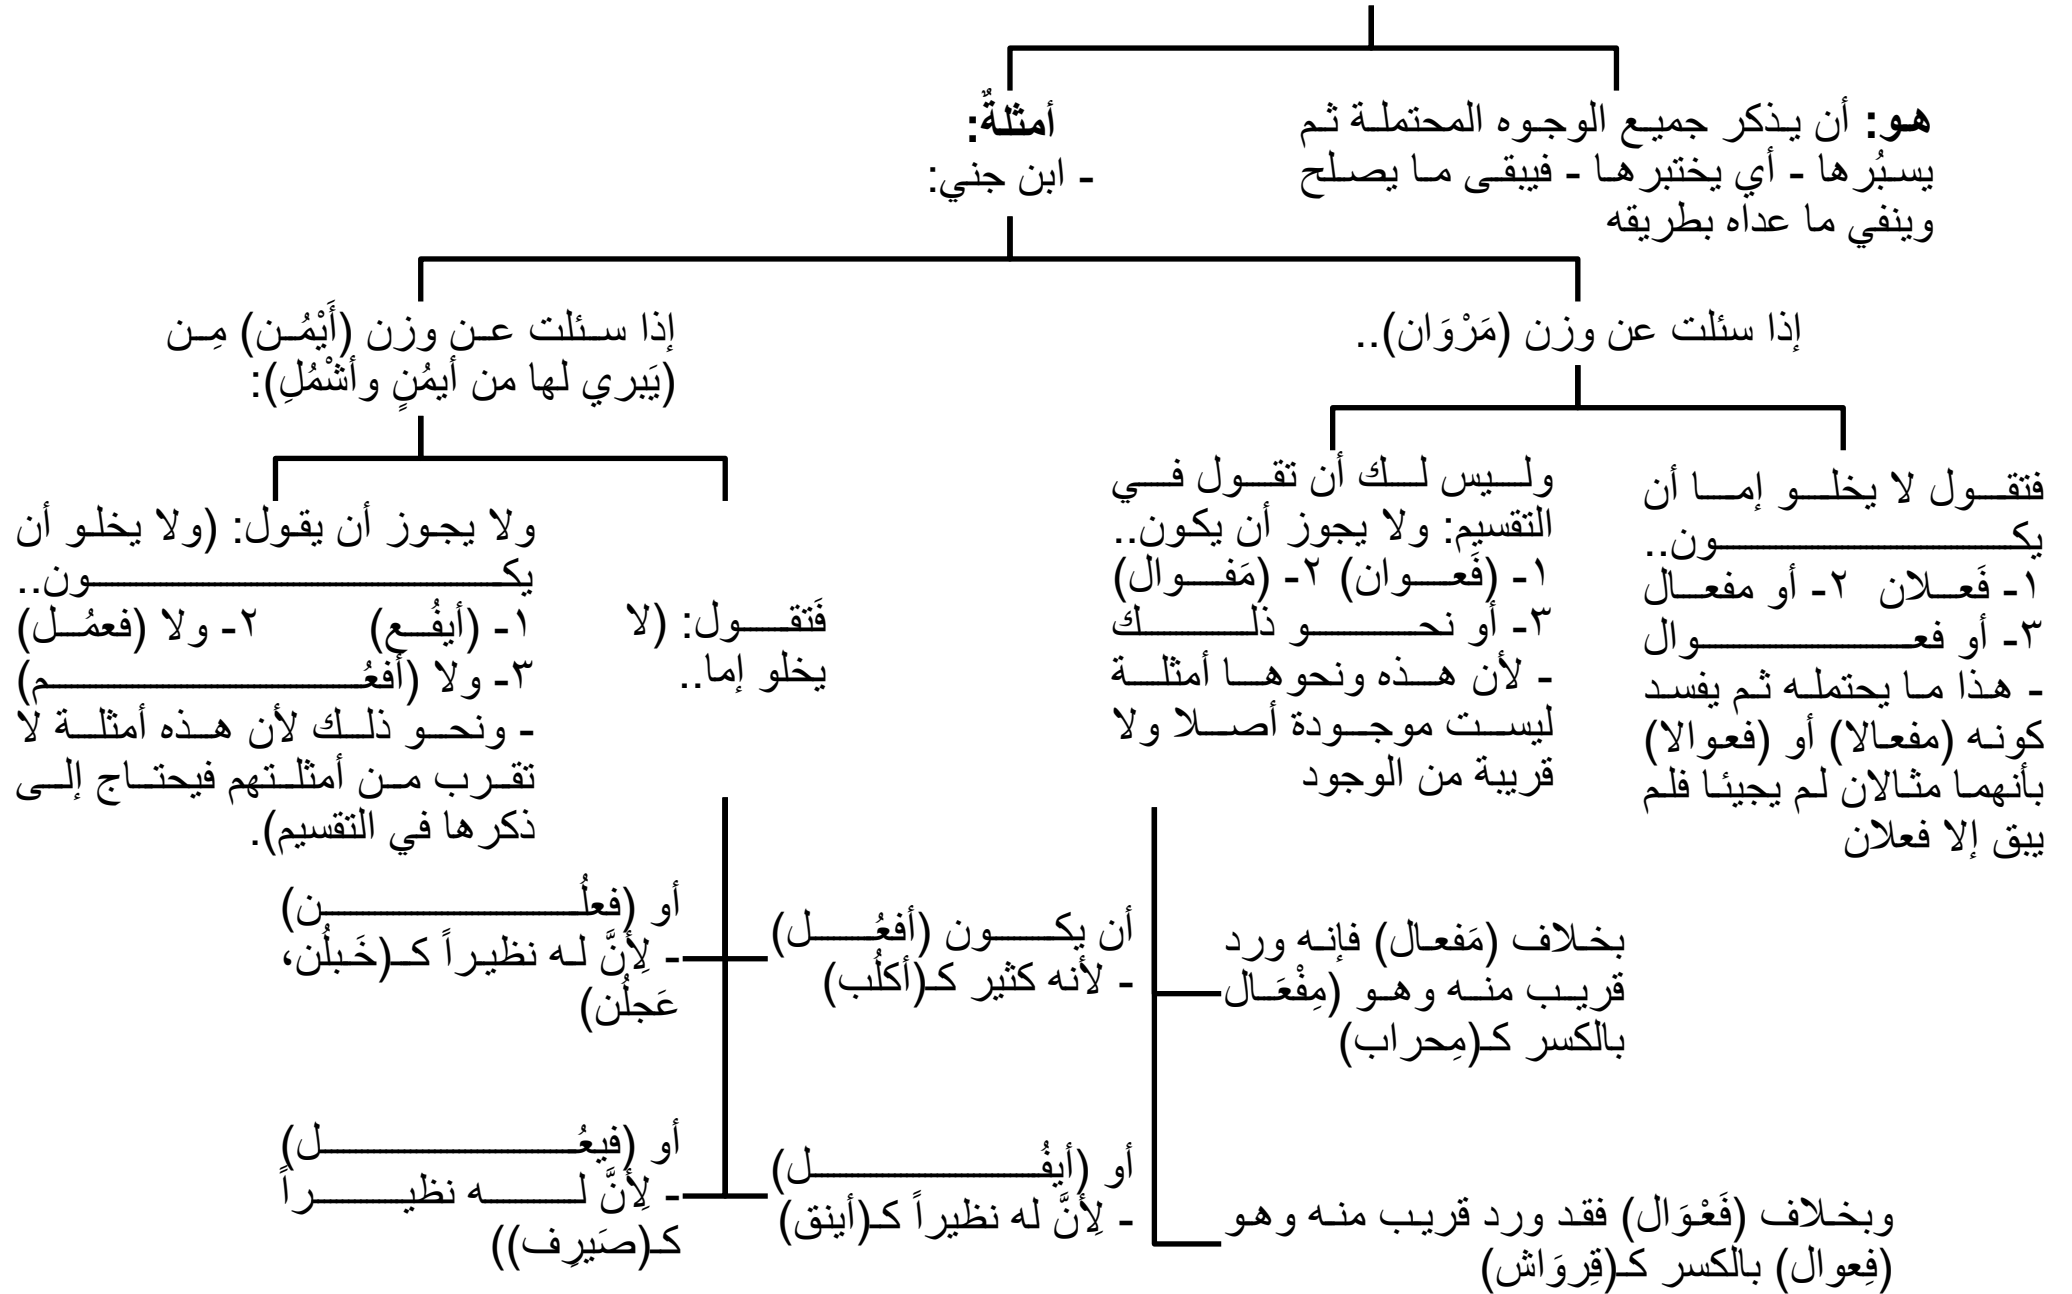 هو: أن يذكر جميع الوجوه المحتملة ثم
يسبُرها - أي يختبرها - فيبقى ما يصلح
وينفي ما عداه بطريقه
أمثلةٌ:
- ابن جني:
إذا سئلت عن وزن (مَرْوَان)..
فتقول لا يخلو إما أن
يكون..
١- فَعلان ٢- أو مفعال
٣- أو فعوال
- هذا ما يحتمله ثم يفسد
كونه (مفعالا) أو (فعوالا)
بأنهما مثالان لم يجيئا فلم
يبق إلا فعلان
وليس لك أن تقول في
التقسيم: ولا يجوز أن يكون..
١- (فَعوان) ٢- (مَفوال)
٣- أو نحو ذلك
- لأن هذه ونحوها أمثلة
ليست موجودة أصلا ولا
قريبة من الوجود
بخلاف (مَفعال) فإنه ورد
قريب منه وهو (مِفْعَال
بالكسر كـ(مِحراب)
وبخلاف (فَعْوَال) فقد ورد قريب منه وهو
(فِعوال) بالكسر كـ(قِروَاش)
إذا سئلت عن وزن (أَيْمُن) مِن
(يَبري لها من أيمُنٍ وأشْمُلِ):
فَتقول: (لا
يخلو إما..
أن يكون (أفعُل)
- لأنه كثير كـ(أكلُب)
أو (فعلُن)
- لِأنَّ له نظيراً كـ(خَبلُن،
عَجلُن)
أو (أيفُل)
- لِأنَّ له نظيراً كـ(أينق)
أو (فيعُل)
- لِأنَّ له نظيراً
كـ(صَيرِف))
ولا يجوز أن يقول: (ولا يخلو أن
يكون..
١- (أيفُع) ٢- ولا (فعمُل)
٣- ولا (أفعُم)
- ونحو ذلك لأن هذه أمثلة لا
تقرب من أمثلتهم فيحتاج إلى
ذكرها في التقسيم).